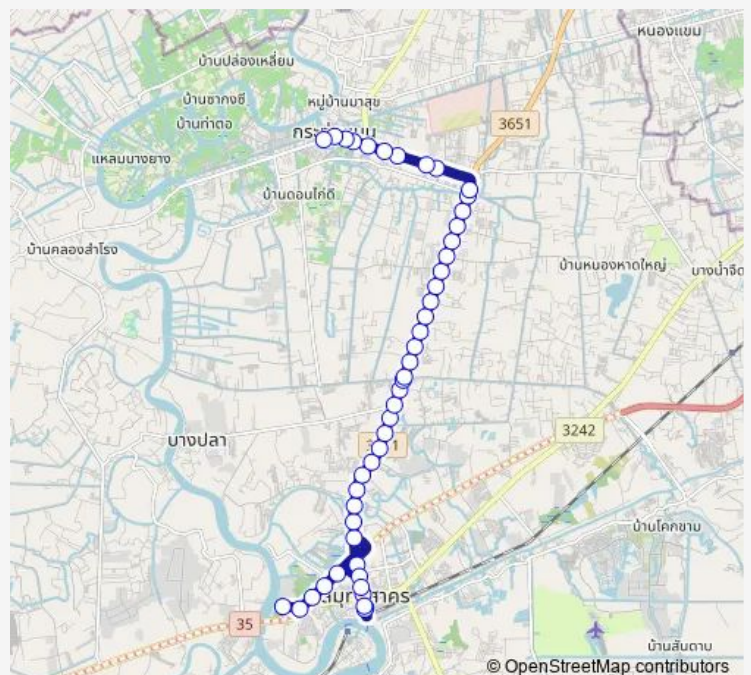 หนองแขม
บ้านปล่องเหลี่ยม
บ้านซากงซี
หมู่บ้านมาสุข
บ้านท่าตอ
3651
แหลมบางยาง
บ้านดอนไก่ดี
บ้านคลองสำโรง
บ้านหนองหาดใหญ่
บางน้ำจืด
3242
บางปลา
บ้านโคกขาม
35
บ้านสันดาบ
© OpenStreetMap contributors